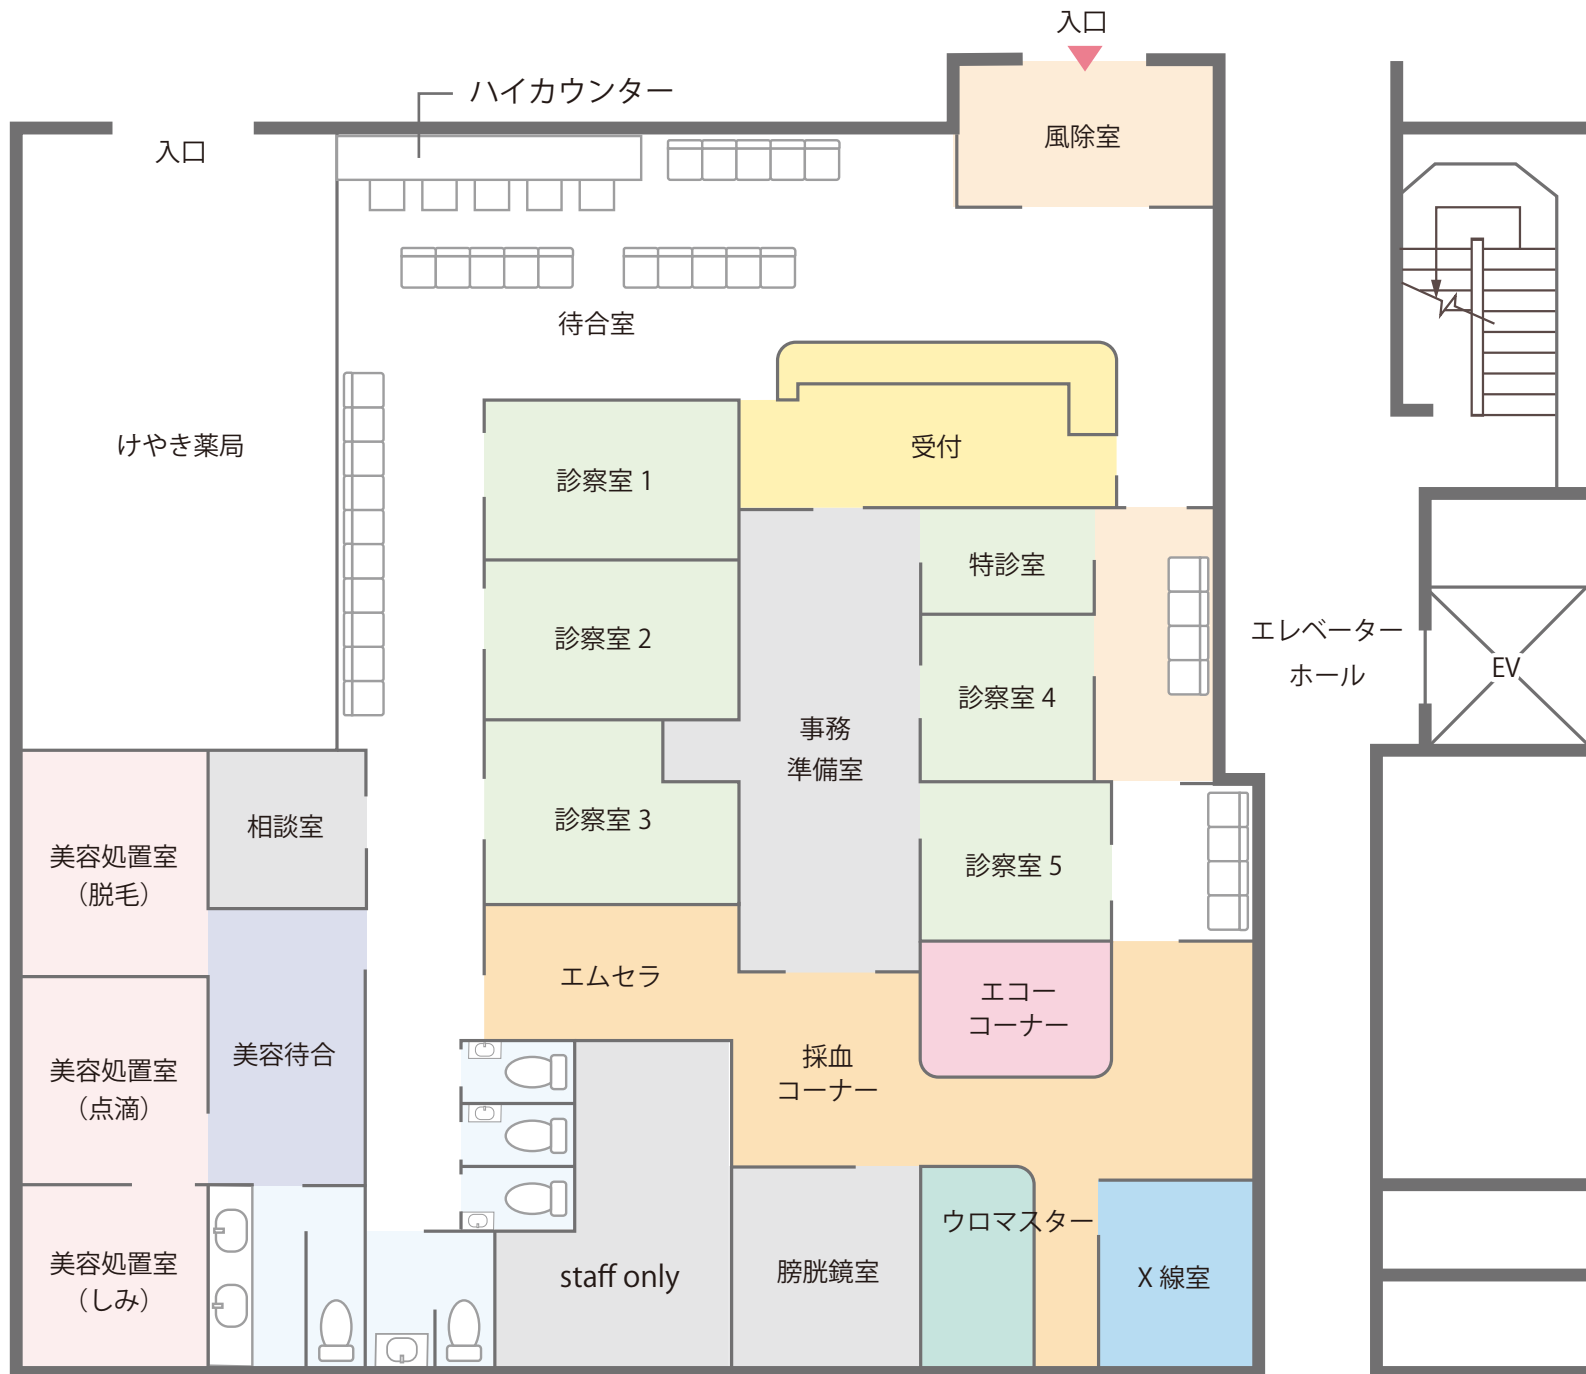 入口
ハイカウンター
入口
風除室
待合室
けやき薬局
受付
診察室 1
特診室
診察室 2
エレベーター
ホール
EV
診察室 4
事務
準備室
相談室
診察室 3
美容処置室
（脱毛）
診察室 5
エムセラ
エコー
コーナー
美容待合
採血
コーナー
美容処置室
（点滴）
ウロマスター
美容処置室
（しみ）
staff only
膀胱鏡室
X 線室